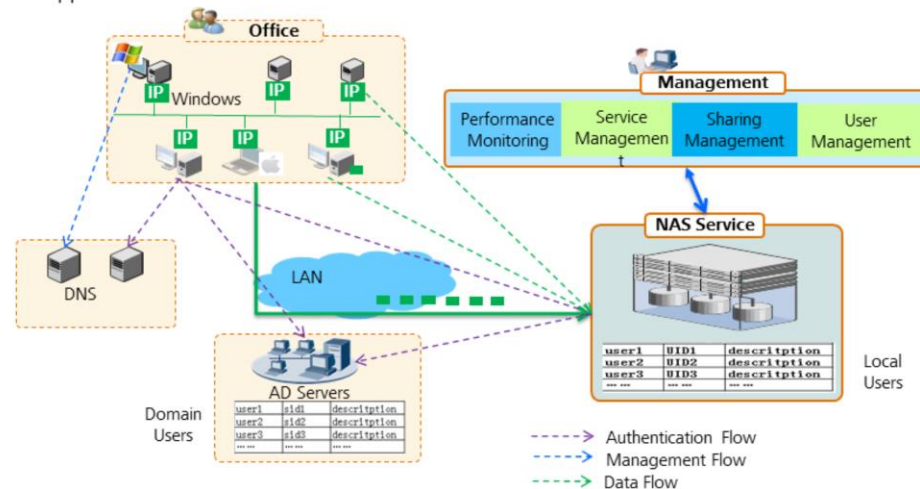 Office
IP
IP
IP
Windows
IP
IP
IP
Management
Performance
Monitoring
Service
Managemen
t
Sharing
Management
User
Management
NAS Service
DNS
LAN
user1 UID1 descritption
user2 UID2 descritption
user3 UID3 descritption
…… …… ……
Local
Users
AD Servers
Domain
Users
user1 sid1 descritption
user2 sid2 descritption
user3 sid3 descritption
…… …… ……
Authentication Flow
Management Flow
Data Flow